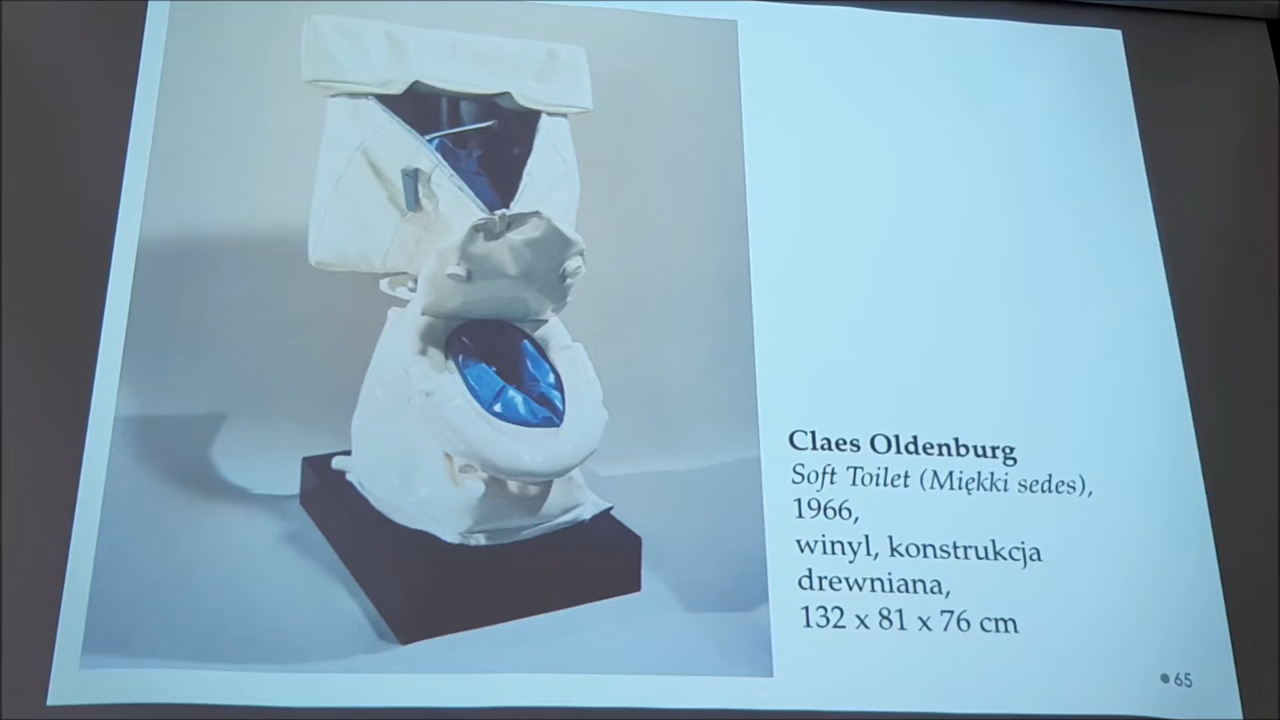 Claes Oldenburg
Soft Toilet (Miękki sedes),
1966,
winyl, konstrukcja
drewniana,
132 x 81 x 76 cm
65